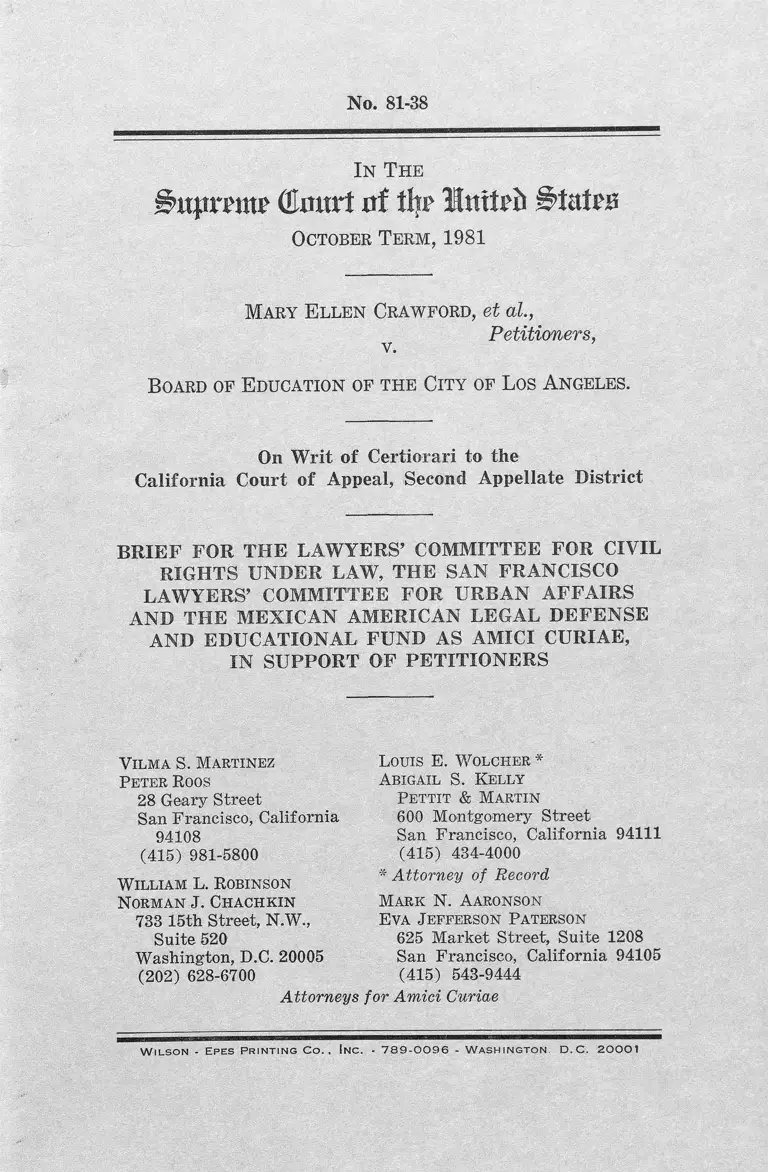 No. 81-38
IN THE
Supreme Court of the United States
OCTOBER TERM, 1981
MARY ELLEN CRAWFORD, et al.,
Petitioners,
v.
BOARD OF EDUCATION OF THE CITY OF LOS ANGELES.
On Writ of Certiorari to the
California Court of Appeal, Second Appellate District
BRIEF FOR THE LAWYERS' COMMITTEE FOR CIVIL
RIGHTS UNDER LAW, THE SAN FRANCISCO
LAWYERS' COMMITTEE FOR URBAN AFFAIRS
AND THE MEXICAN AMERICAN LEGAL DEFENSE
AND EDUCATIONAL FUND AS AMICI CURIAE,
IN SUPPORT OF PETITIONERS
VILMA S. MARTINEZ
PETER ROOS
28 Geary Street
San Francisco, California
94108
(415) 981-5800
WILLIAM L. ROBINSON
NORMAN J. CHACHKIN
733 15th Street, N.W.,
Suite 520
Washington, D.C. 20005
(202) 628-6700
LOUIS E. WOLCHER *
ABIGAIL S. KELLY
PETTIT & MARTIN
600 Montgomery Street
San Francisco, California 94111
(415) 434-4000
* Attorney of Record
MARK N. AARONSON
EVA JEFFERSON PATERSON
625 Market Street, Suite 1208
San Francisco, California 94105
(415) 543-9444
Attorneys for Amici Curiae
WILSON - EPES PRINTING CO., INC. - 789-0096 - WASHINGTON, D.C. 20001